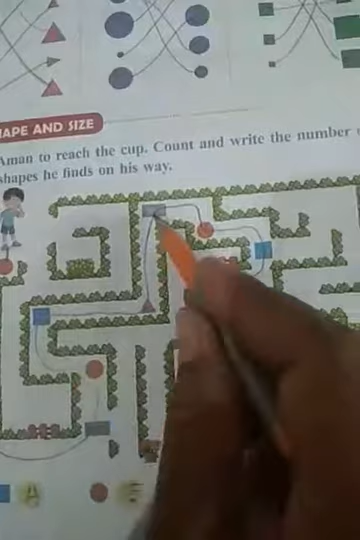 APE AND SIZE
Aman to reach the cup. Count and write the number
shapes he finds on his way.